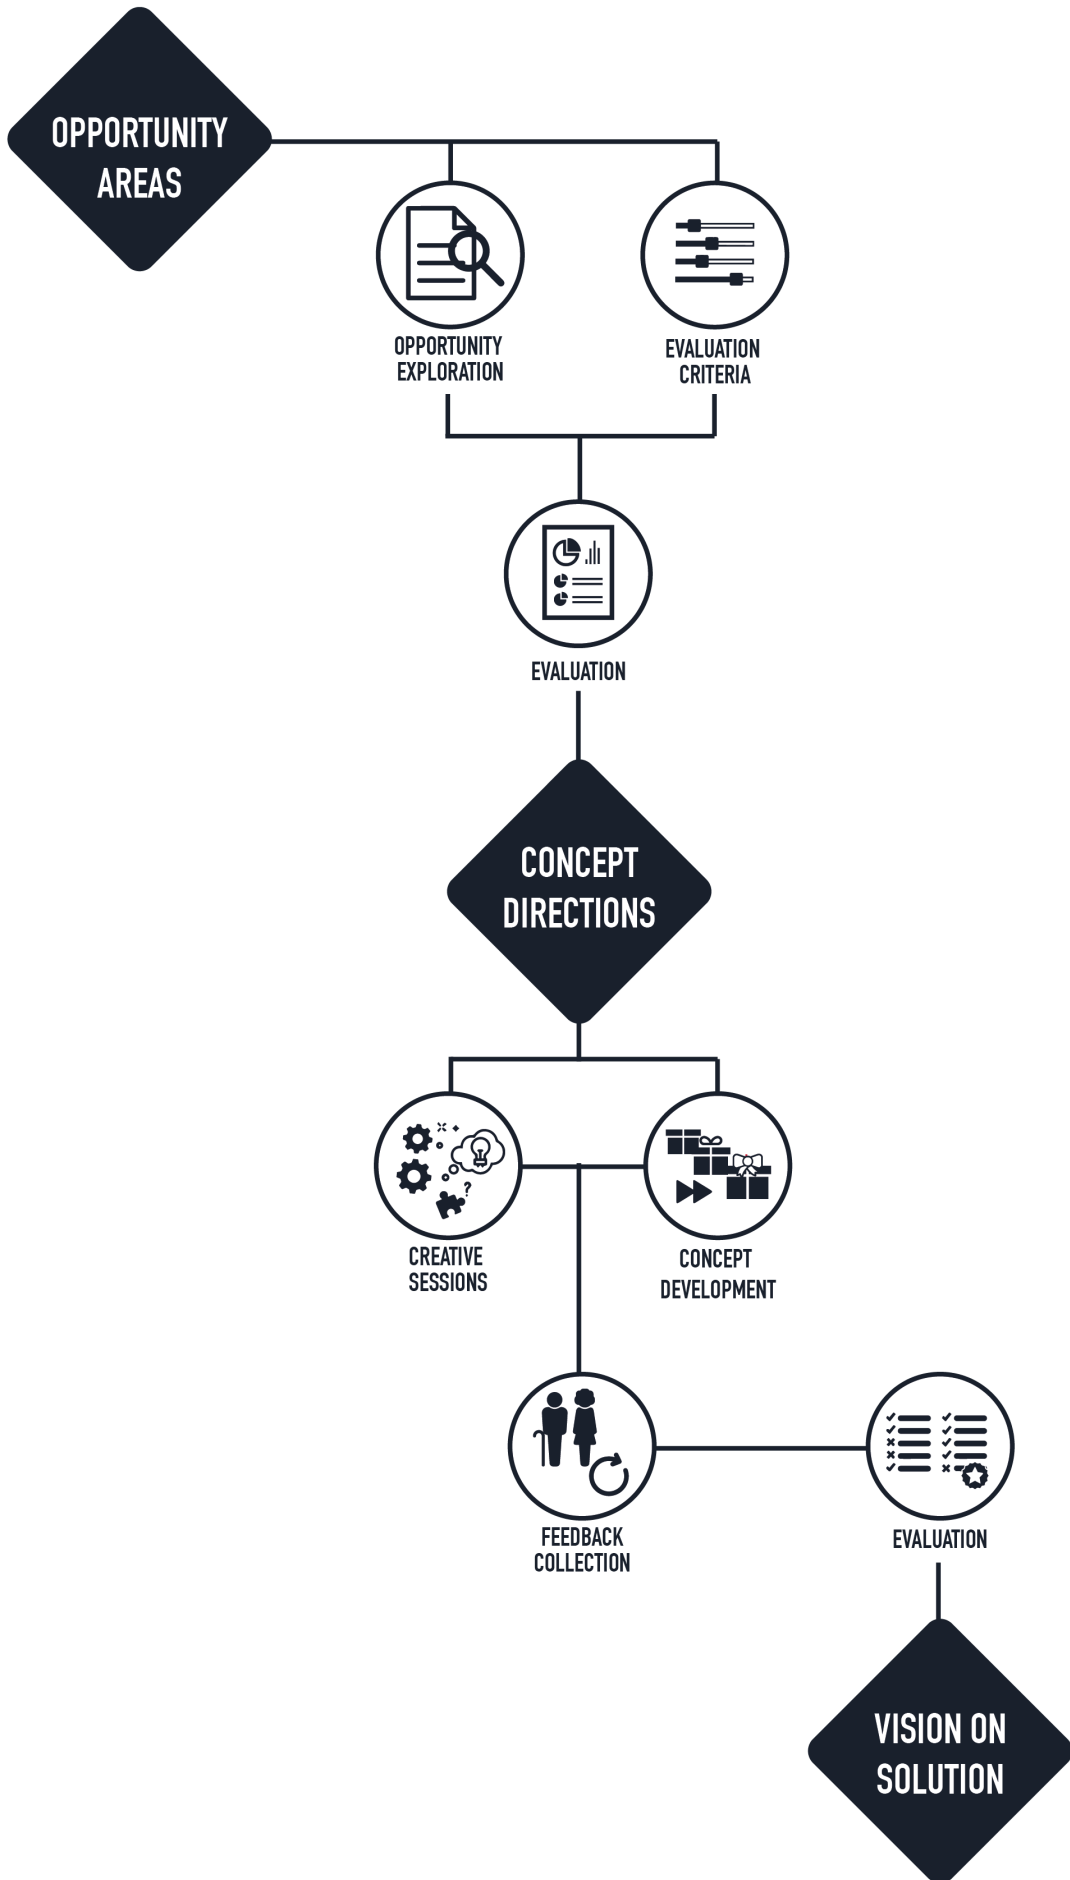 OPPORTUNITY
AREAS
OPPORTUNITY
EXPLORATION
EVALUATION
CRITERIA
EVALUATION
CONCEPT
DIRECTIONS
?
CREATIVE
SESSIONS
CONCEPT
DEVELOPMENT
FEEDBACK
COLLECTION
EVALUATION
VISION ON
SOLUTION